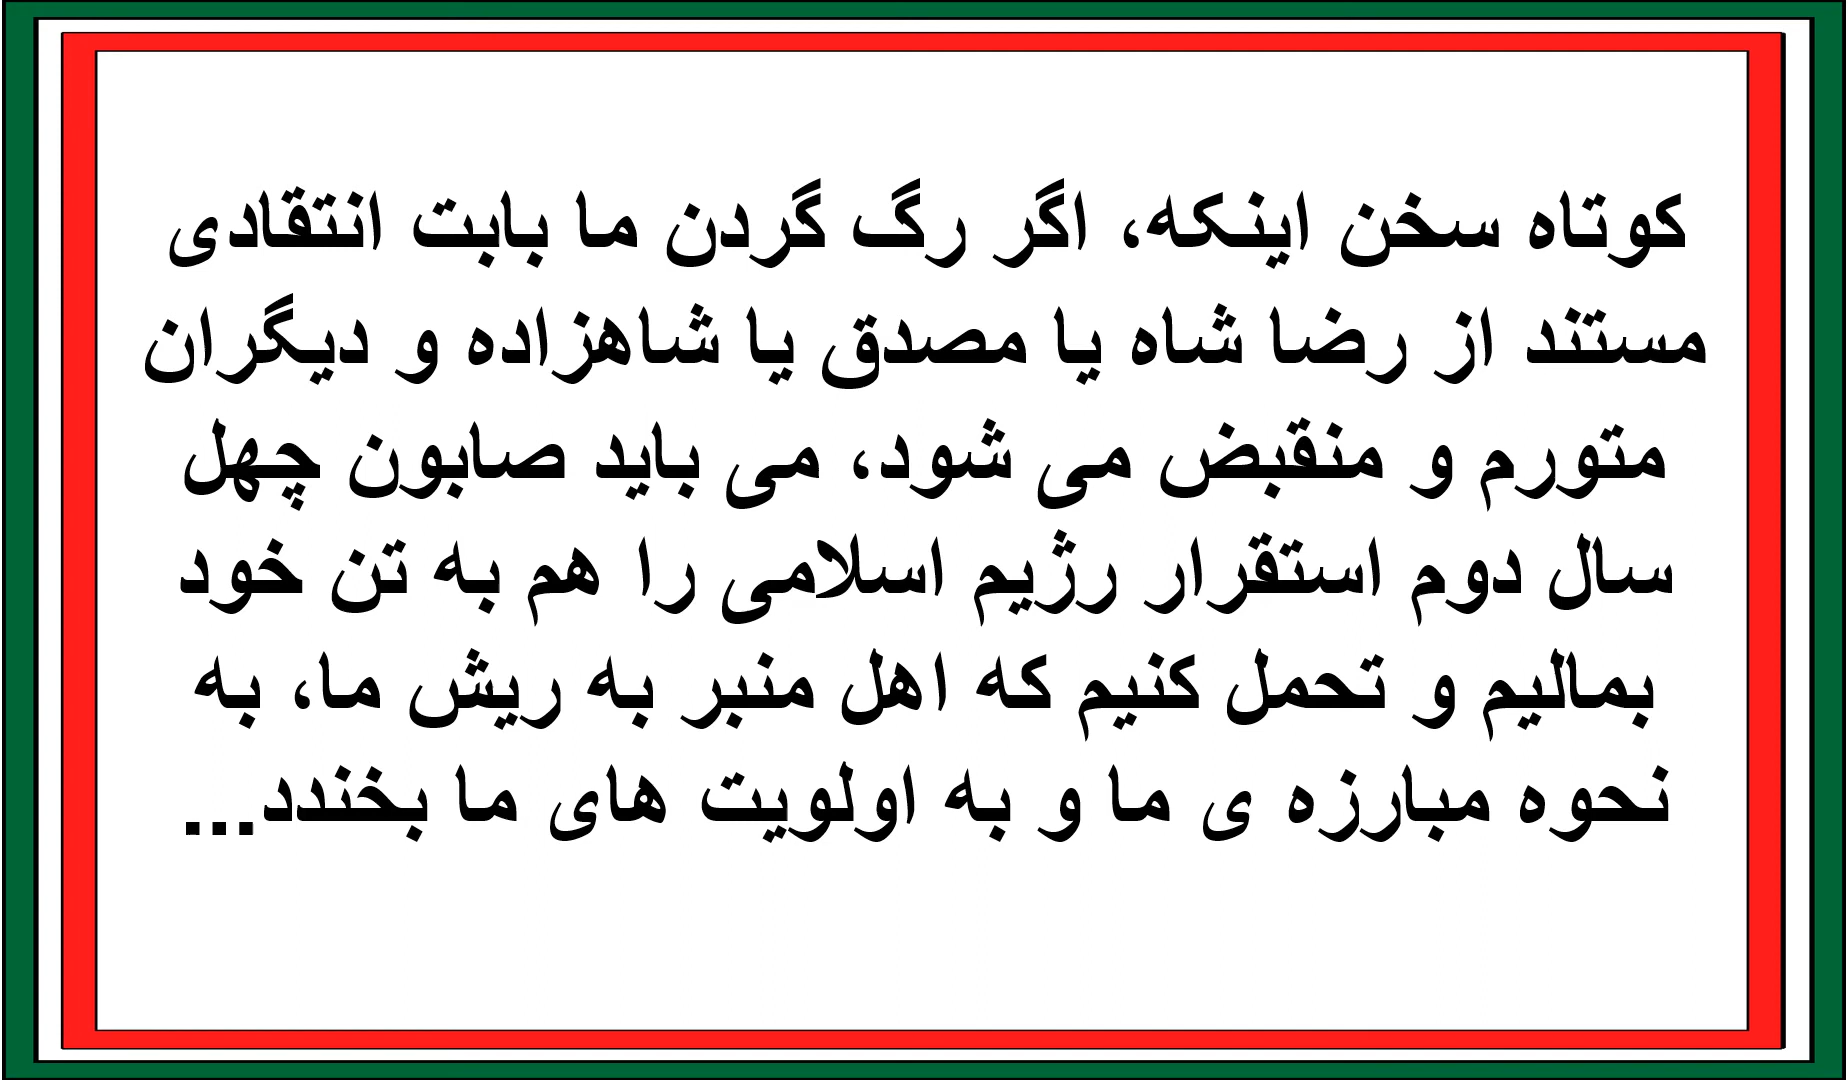 کوتاه سخن اینکه، اگر رگ گردن ما بابت انتقادی
مستند از رضا شاه یا مصدق یا شاهزاده و دیگران
متورم و منقبض می شود، می باید صابون چهل
سال دوم استقرار رژیم اسلامی را هم به تن خود
بمالیم و تحمل کنیم که اهل منبر به ریش ما، به
نحوه مبارزه ی ما و به اولویت های ما بخندد...